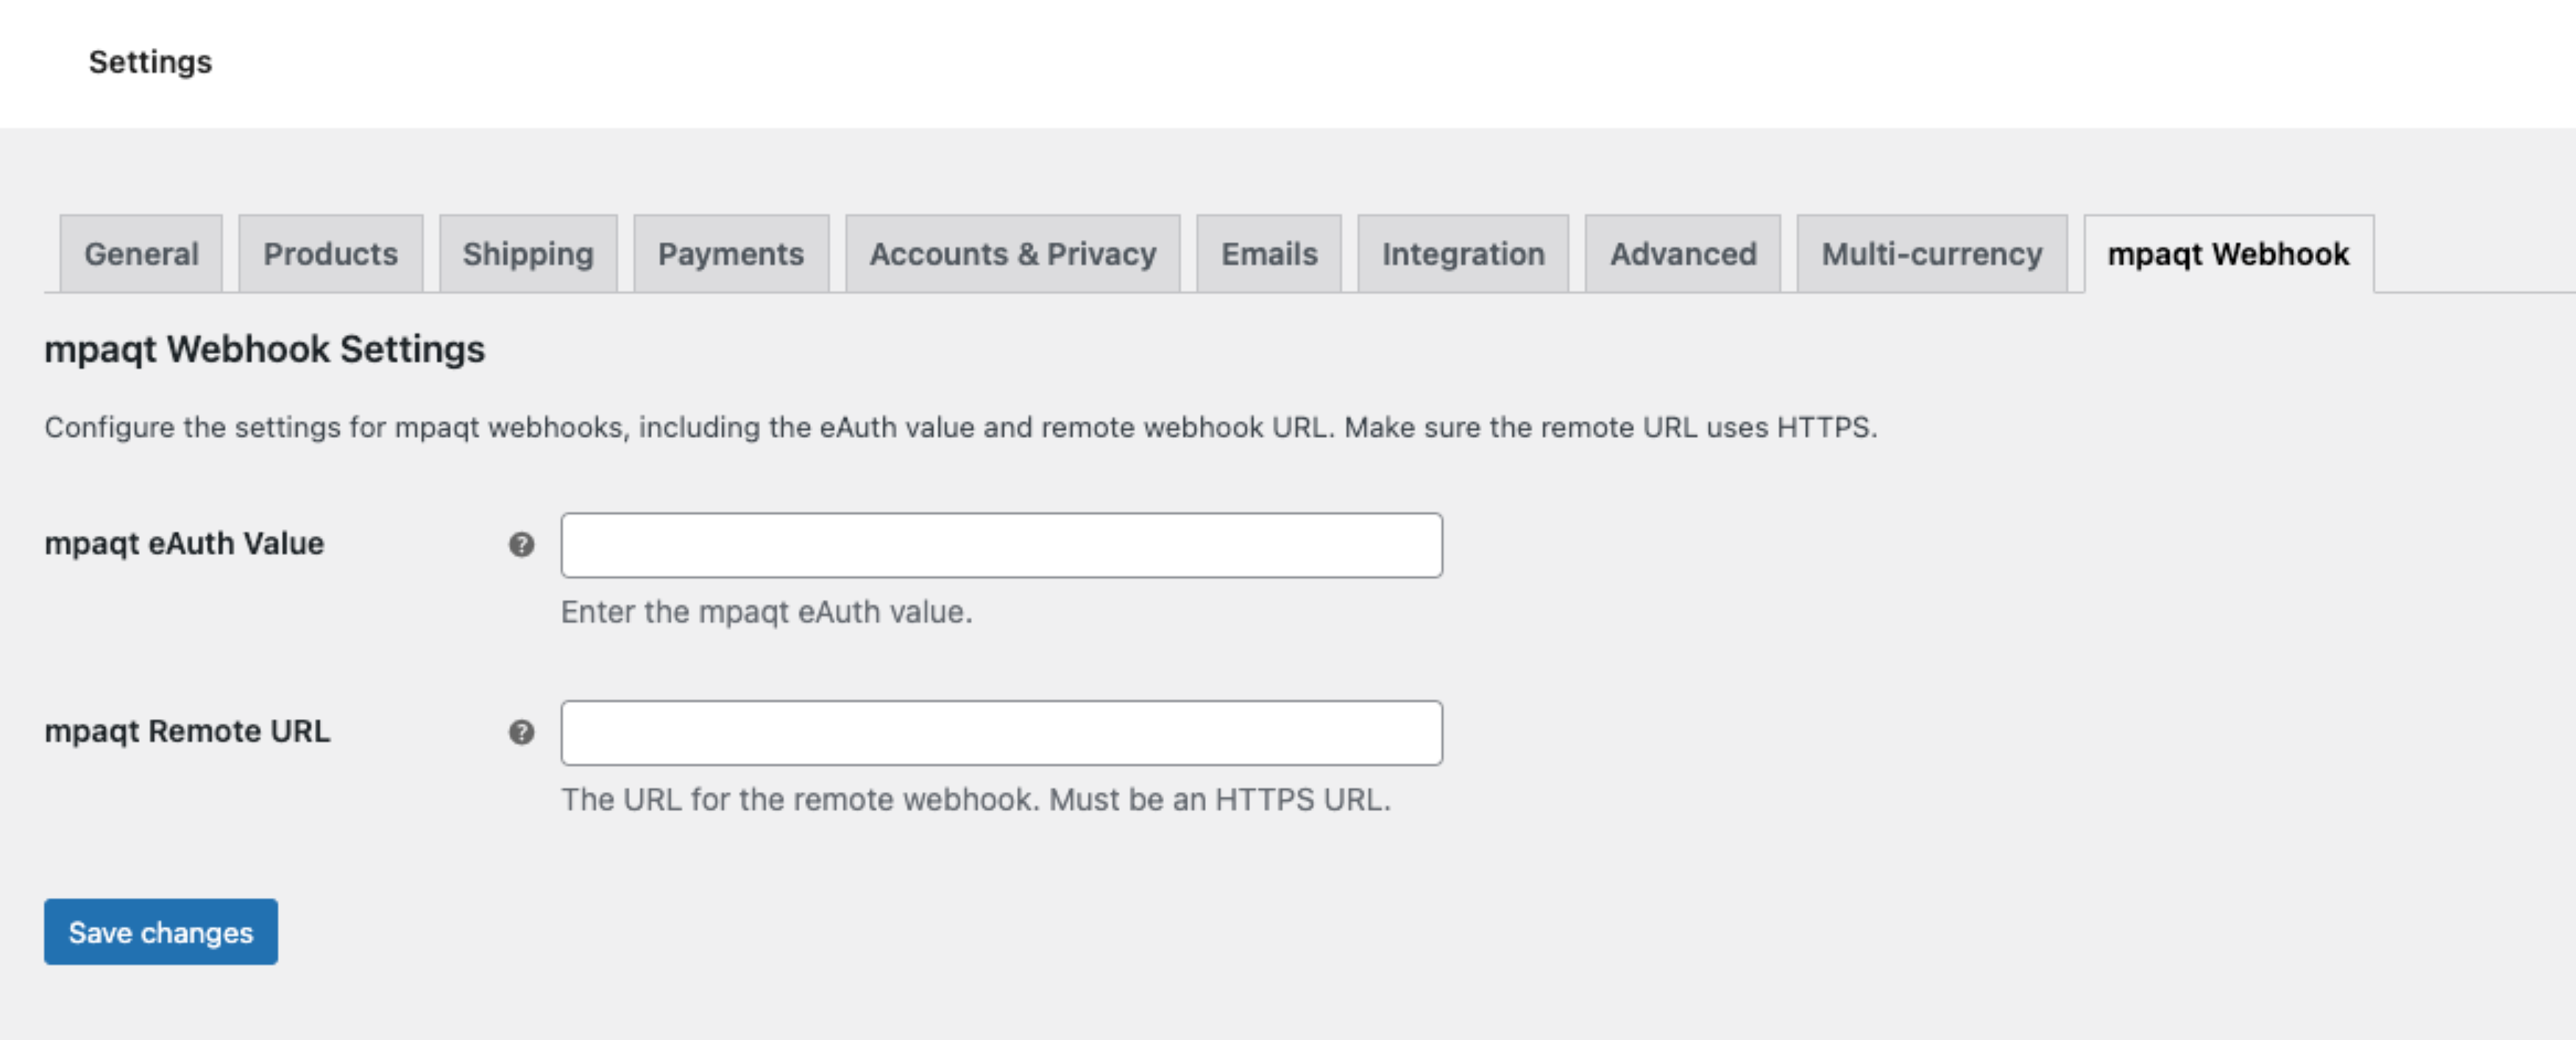 Settings
General Products Shipping Payments Accounts & Privacy Emails Integration Advanced Multi-currency mpaqt Webhook
mpaqt Webhook Settings
Configure the settings for mpaqt webhooks, including the eAuth value and remote webhook URL. Make sure the remote URL uses HTTPS.
mpaqt eAuth Value ?
Enter the mpaqt eAuth value.
mpaqt Remote URL ?
The URL for the remote webhook. Must be an HTTPS URL.
Save changes